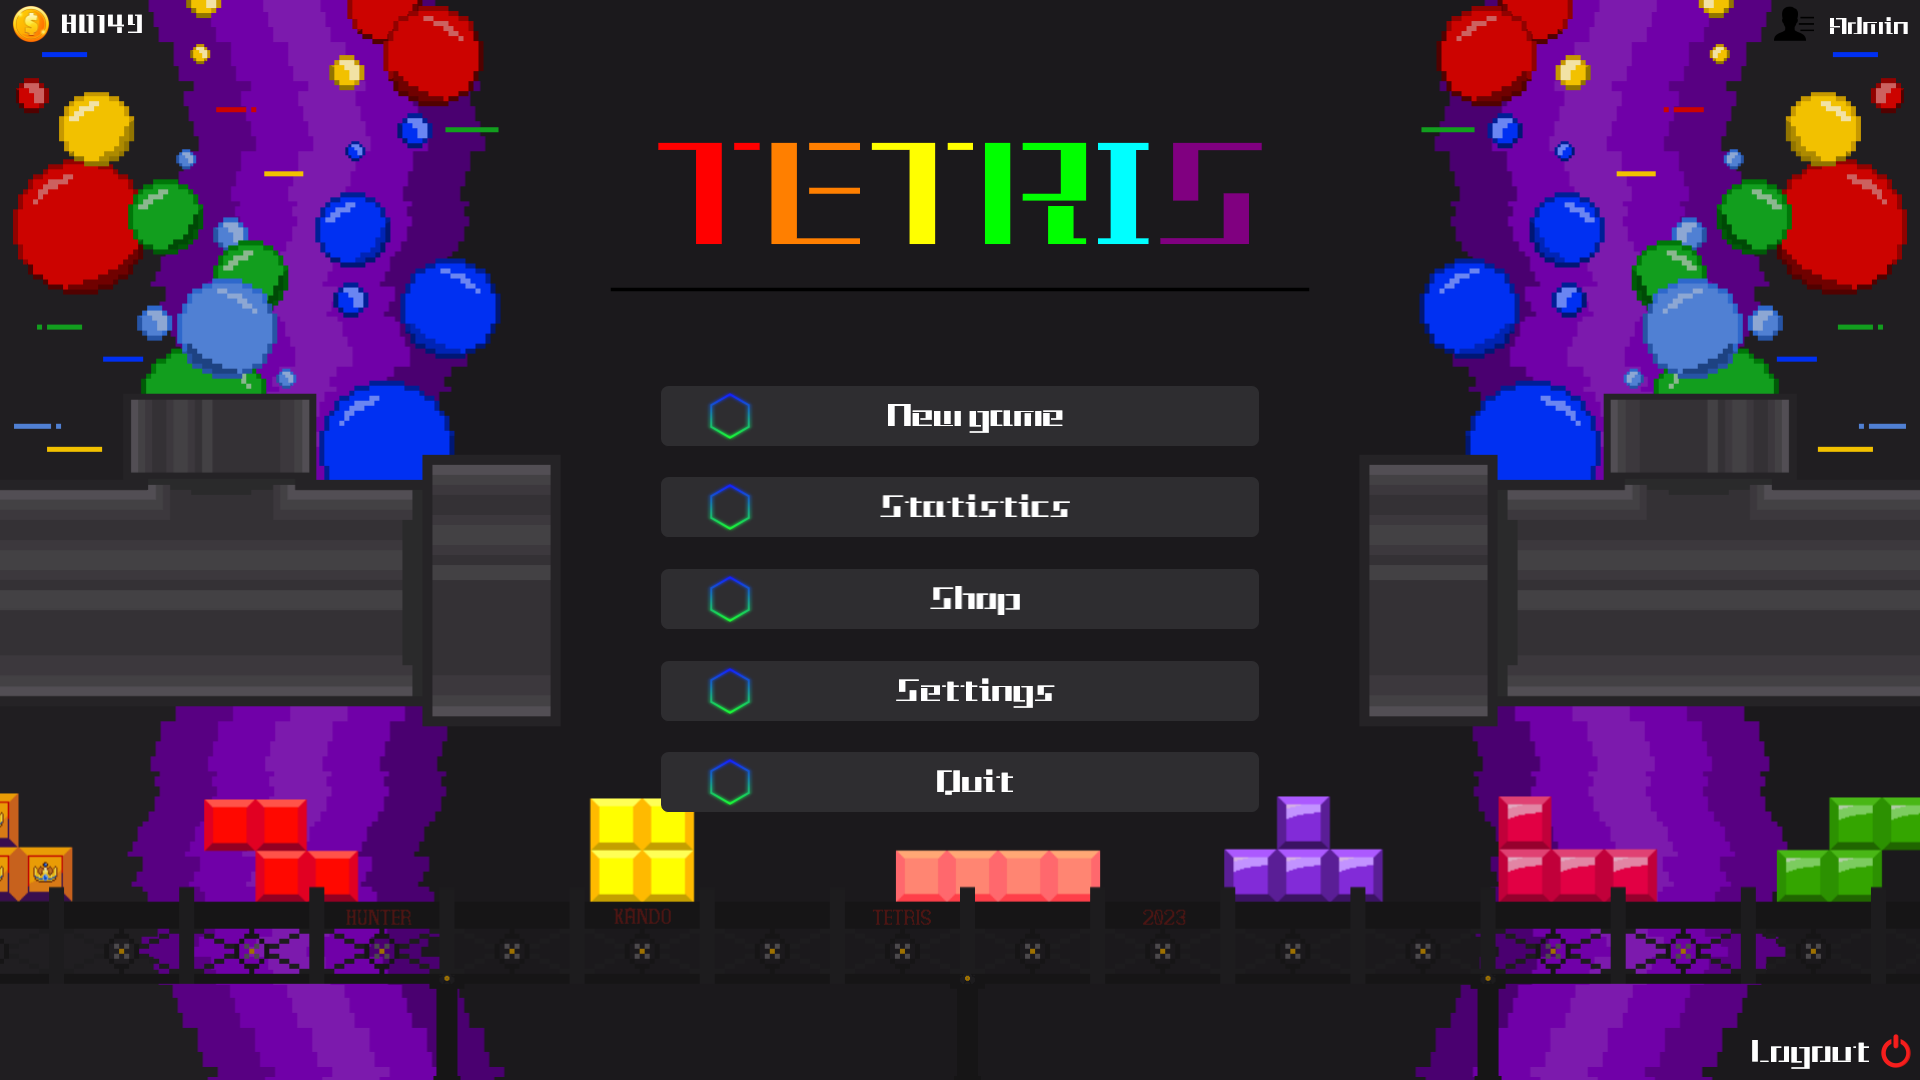 80149
Admin
TETRIS
New game
Statistics
Shop
Settings
Quit
HUNTER KANDO TETRIS 2023
Logout